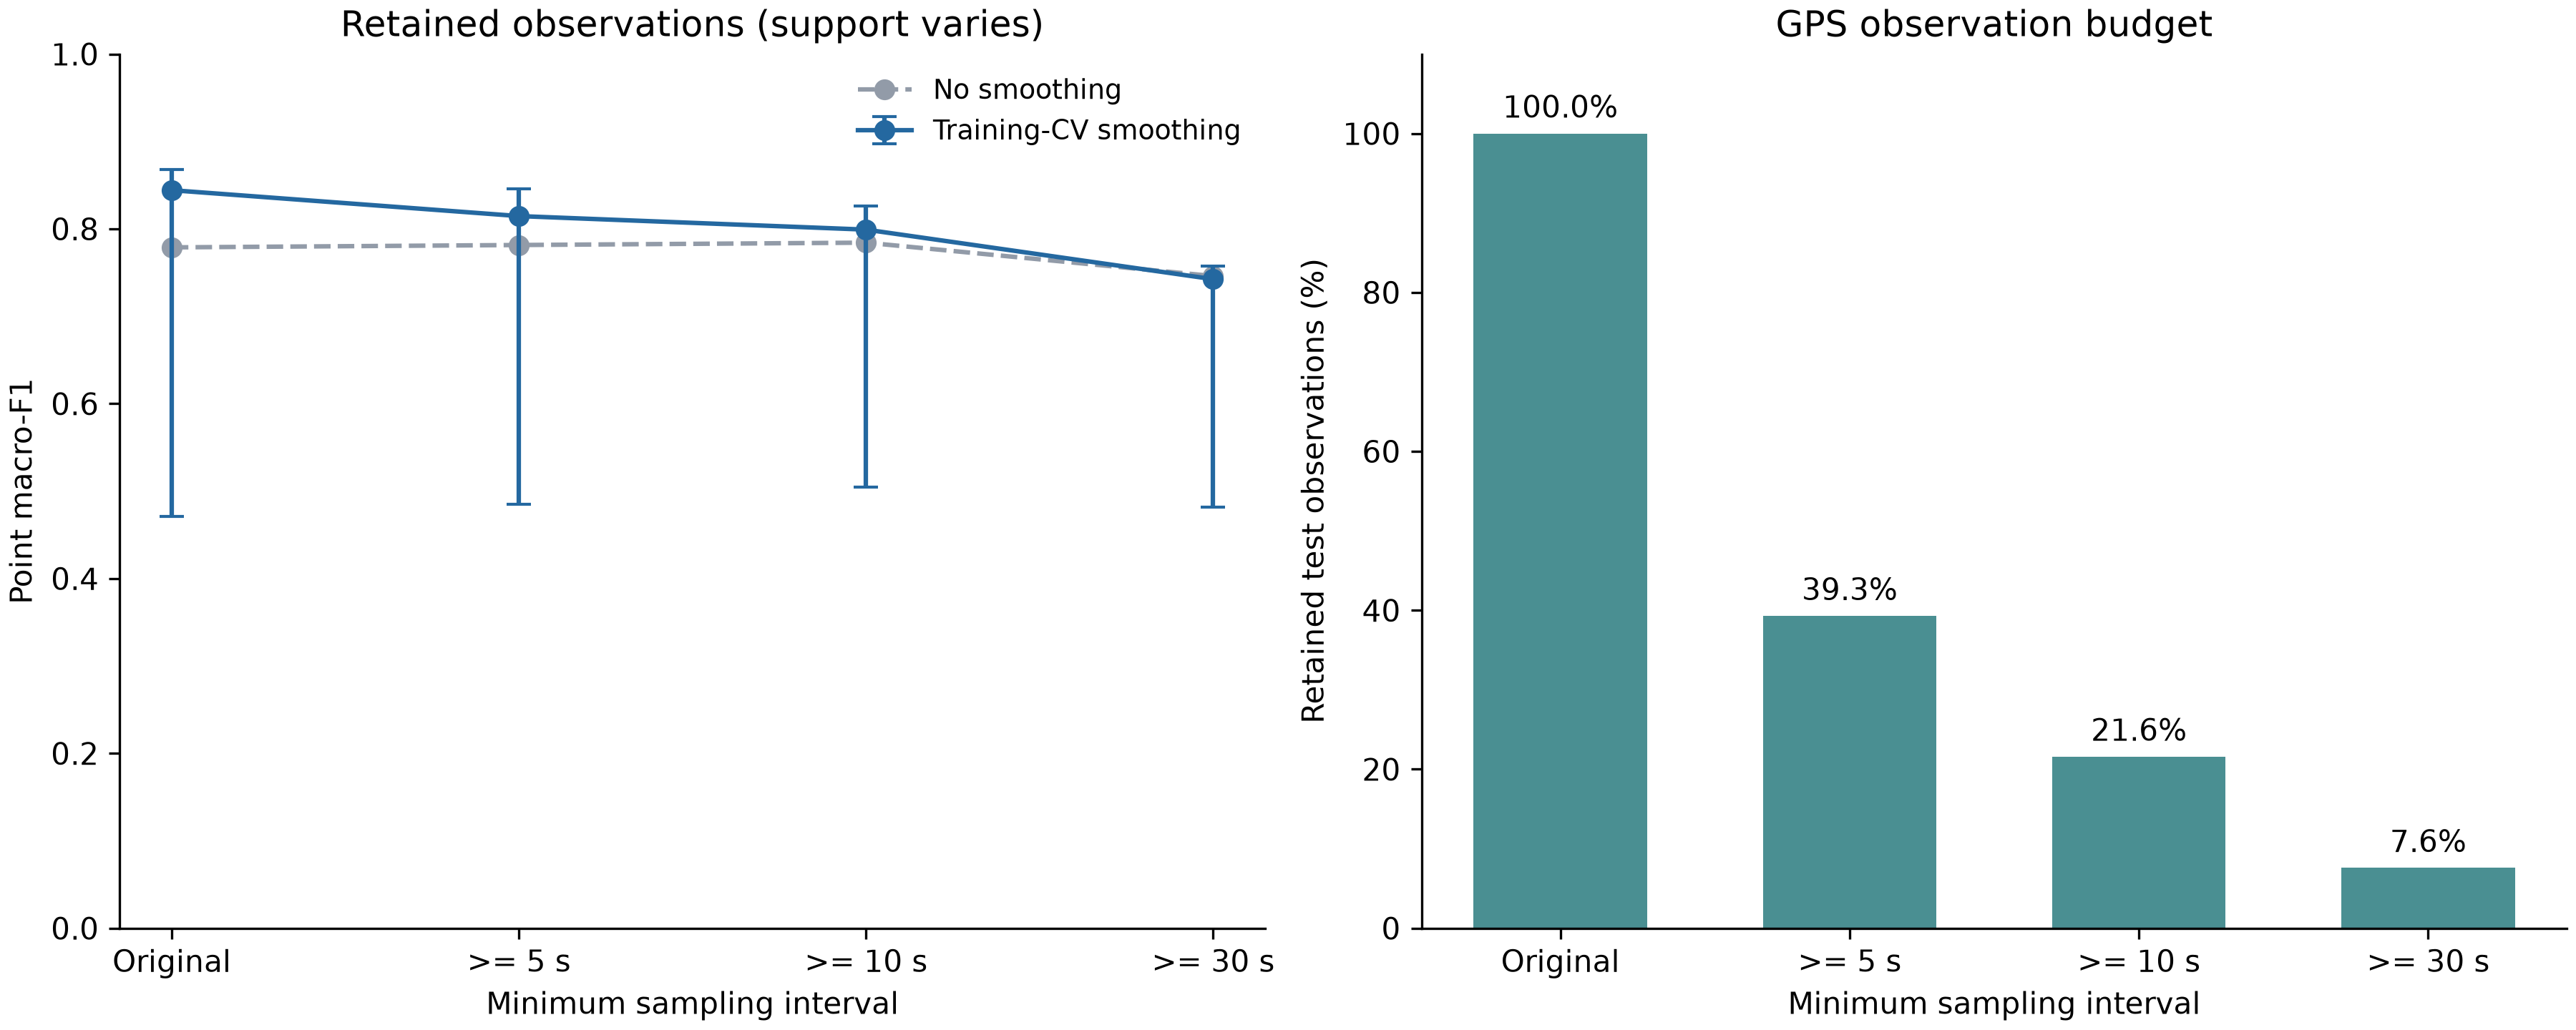 Retained observations (support varies)
No smoothing
Training-CV smoothing
Point macro-F1
1.0
0.8
0.6
0.4
0.2
0.0
Original
>= 5 s
>= 10 s
>= 30 s
Minimum sampling interval
GPS observation budget
Retained test observations (%)
100
80
60
40
20
0
100.0%
39.3%
21.6%
7.6%
Original
>= 5 s
>= 10 s
>= 30 s
Minimum sampling interval